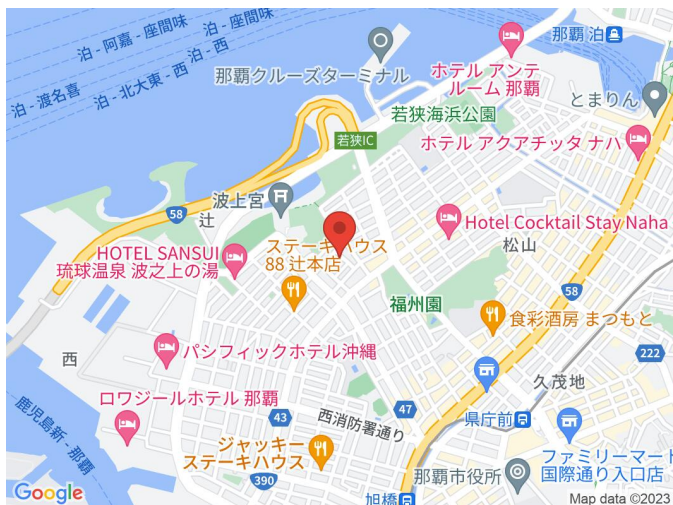 泊 - 阿嘉 - 座間味
泊 - 座間味
泊 - 渡名喜
泊 - 北大東 - 西
泊 - 西
那覇 泊
ホテル アンテ
ルーム 那覇
那覇クルーズターミナル
とまりん
若狭海浜公園
若狭IC
ホテル アクアチッタ ナハ
58
辻
波上宮
Hotel Cocktail Stay Naha
HOTEL SANSUI
琉球温泉 波之上の湯
ステーキハウス
88 辻本店
松山
58
福州園
食彩酒房 まつもと
西
パシフィックホテル沖縄
222
久茂地
ロワジールホテル 那覇
43
47
西消防署通り
県庁前
鹿児島新 - 那覇
ジャッキー
ステーキハウス
ファミリーマート
国際通り入口店
390
那覇市役所
旭橋
Google
Map data ©2023